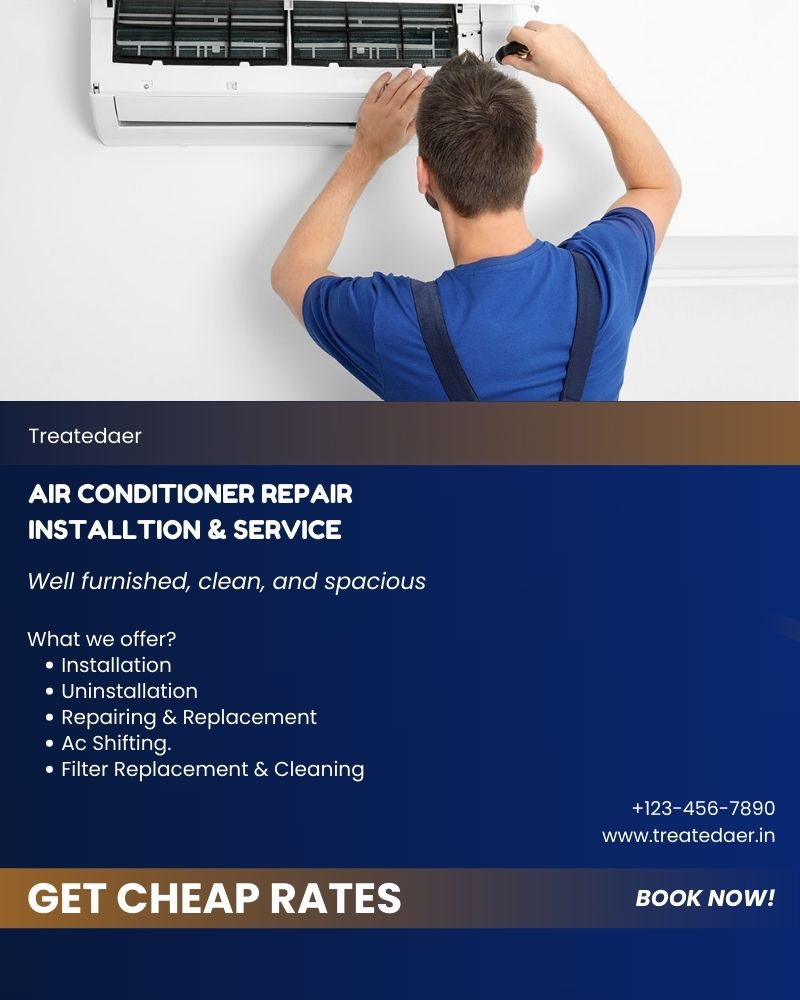 Treatedaer
AIR CONDITIONER REPAIR
INSTALLTION & SERVICE
Well furnished, clean, and spacious
What we offer?
• Installation
• Uninstallation
• Repairing & Replacement
• Ac Shifting.
• Filter Replacement & Cleaning
+123-456-7890
www.treatedaer.in
GET CHEAP RATES
BOOK NOW!